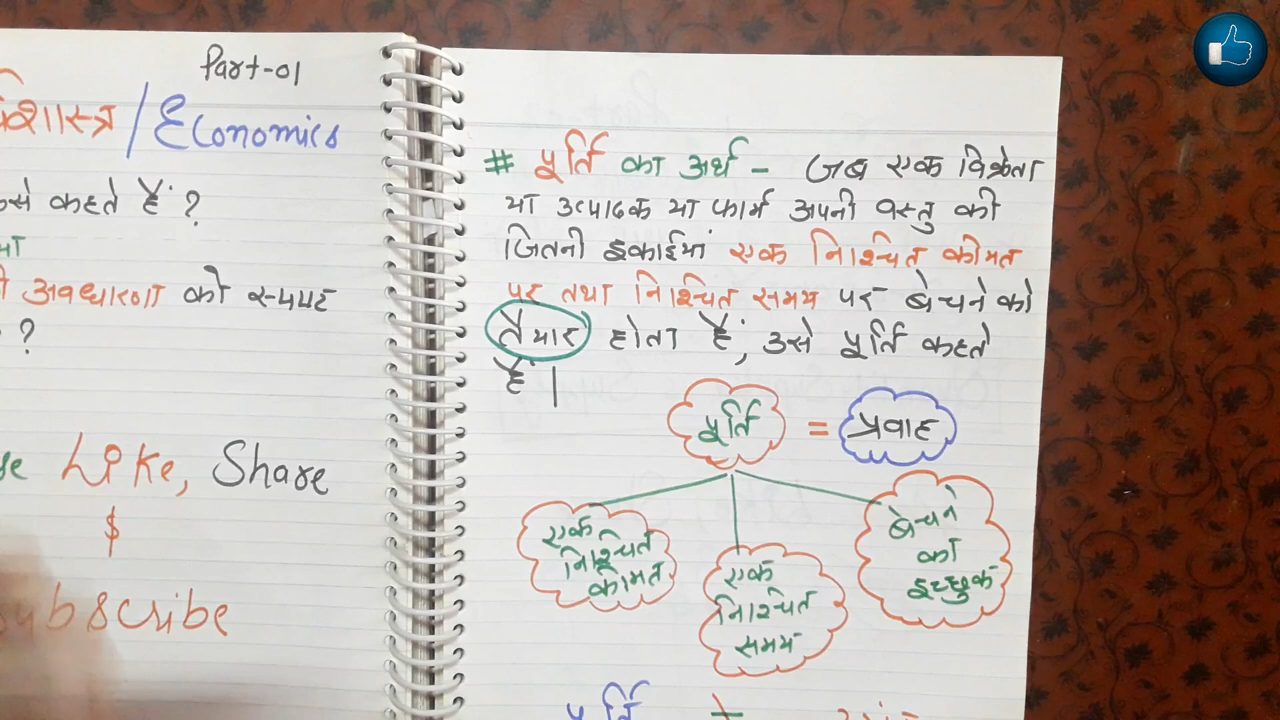 Part-01
/Economics
कहते हैं ?
अवधारणा को स्पष्ट
?
Like, Share
$
Subscribe
# पूर्ति का अर्थ - जब एक विक्रेता
या उत्पादक या फार्म अपनी वस्तु की
जितनी इकाईयां एक निश्चित कीमत
पर तथा निश्चित समय पर बेचने को
तैयार होता है, उसे पूर्ति कहते
हैं।
पूर्ति = प्रवाह
एक
निश्चित
कीमत
एक
निश्चित
समय
बेचने
का
इच्छुक